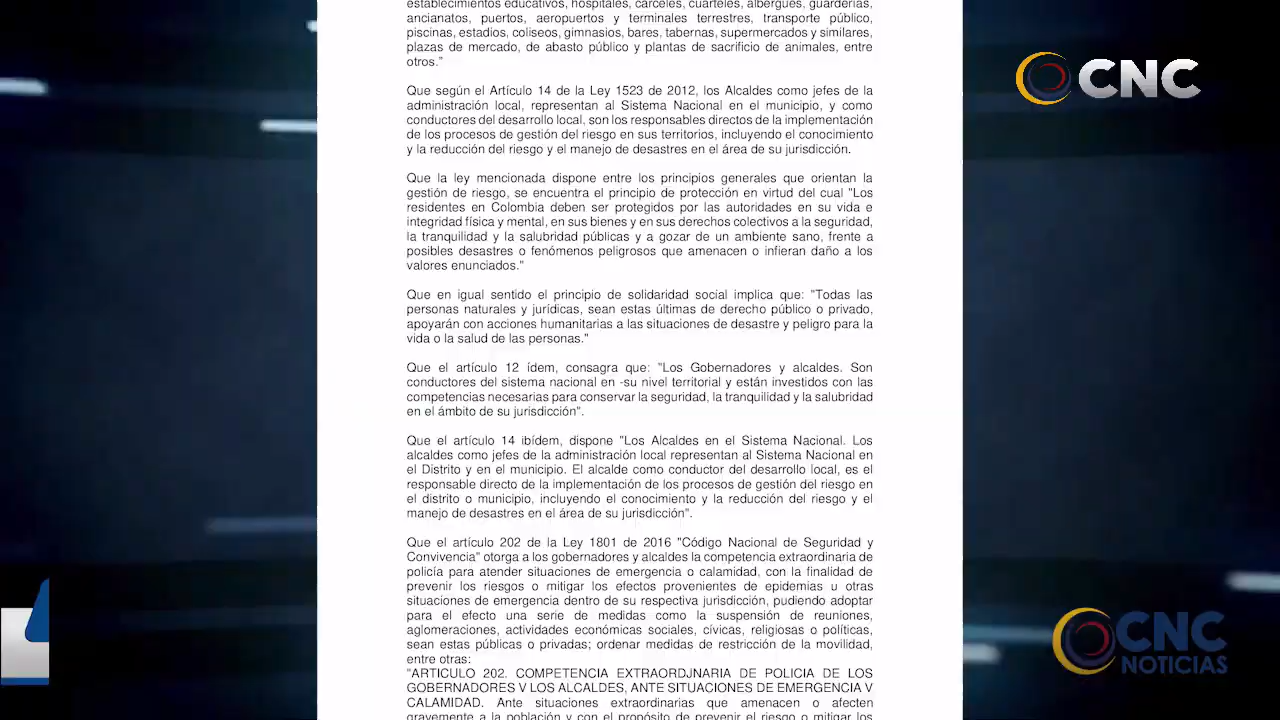 establecimientos educativos, hospitales, cárceles, cuarteles, albergues, guarderías,
ancianatos, puertos, aeropuertos y terminales terrestres, transporte público,
piscinas, estadios, coliseos, gimnasios, bares, tabernas, supermercados y similares,
plazas de mercado, de abasto público y plantas de sacrificio de animales, entre
otros."
Que según el Artículo 14 de la Ley 1523 de 2012, los Alcaldes como jefes de la
administración local, representan al Sistema Nacional en el municipio, y como
conductores del desarrollo local, son los responsables directos de la implementación
de los procesos de gestión del riesgo en sus territorios, incluyendo el conocimiento
y la reducción del riesgo y el manejo de desastres en el área de su jurisdicción.
Que la ley mencionada dispone entre los principios generales que orientan la
gestión de riesgo, se encuentra el principio de protección en virtud del cual "Los
residentes en Colombia deben ser protegidos por las autoridades en su vida e
integridad física y mental, en sus bienes y en sus derechos colectivos a la seguridad,
la tranquilidad y la salubridad públicas y a gozar de un ambiente sano, frente a
posibles desastres o fenómenos peligrosos que amenacen o infieran daño a los
valores enunciados."
Que en igual sentido el principio de solidaridad social implica que: "Todas las
personas naturales y jurídicas, sean estas últimas de derecho público o privado,
apoyarán con acciones humanitarias a las situaciones de desastre y peligro para la
vida o la salud de las personas."
Que el artículo 12 ídem, consagra que: "Los Gobernadores y alcaldes. Son
conductores del sistema nacional en -su nivel territorial y están investidos con las
competencias necesarias para conservar la seguridad, la tranquilidad y la salubridad
en el ámbito de su jurisdicción".
Que el artículo 14 ibídem, dispone "Los Alcaldes en el Sistema Nacional. Los
alcaldes como jefes de la administración local representan al Sistema Nacional en
el Distrito y en el municipio. El alcalde como conductor del desarrollo local, es el
responsable directo de la implementación de los procesos de gestión del riesgo en
el distrito o municipio, incluyendo el conocimiento y la reducción del riesgo y el
manejo de desastres en el área de su jurisdicción".
Que el artículo 202 de la Ley 1801 de 2016 "Código Nacional de Seguridad y
Convivencia" otorga a los gobernadores y alcaldes la competencia extraordinaria de
policía para atender situaciones de emergencia o calamidad, con la finalidad de
prevenir los riesgos o mitigar los efectos provenientes de epidemias u otras
situaciones de emergencia dentro de su respectiva jurisdicción, pudiendo adoptar
para el efecto una serie de medidas como la suspensión de reuniones,
aglomeraciones, actividades económicas sociales, cívicas, religiosas o políticas,
sean estas públicas o privadas; ordenar medidas de restricción de la movilidad,
entre otras:
"ARTICULO 202. COMPETENCIA EXTRAORDJNARIA DE POLICIA DE LOS
GOBERNADORES V LOS ALCALDES, ANTE SITUACIONES DE EMERGENCIA V
CALAMIDAD. Ante situaciones extraordinarias que amenacen o afecten
gravemente a la población y con el propósito de prevenir el riesgo o mitigar los
CNC
CNC
NOTICIAS